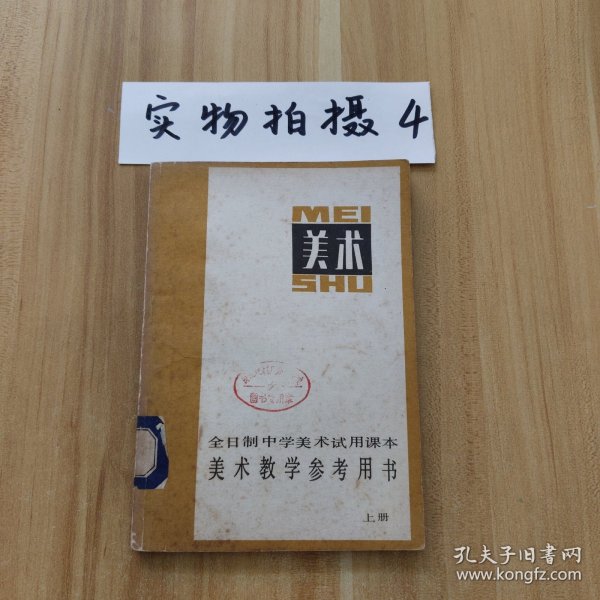 实物拍摄4
MEI
美术
SHU
全日制中学美术试用课本
美术教学参考用书
上册
孔夫子旧书网
www.kongfz.com